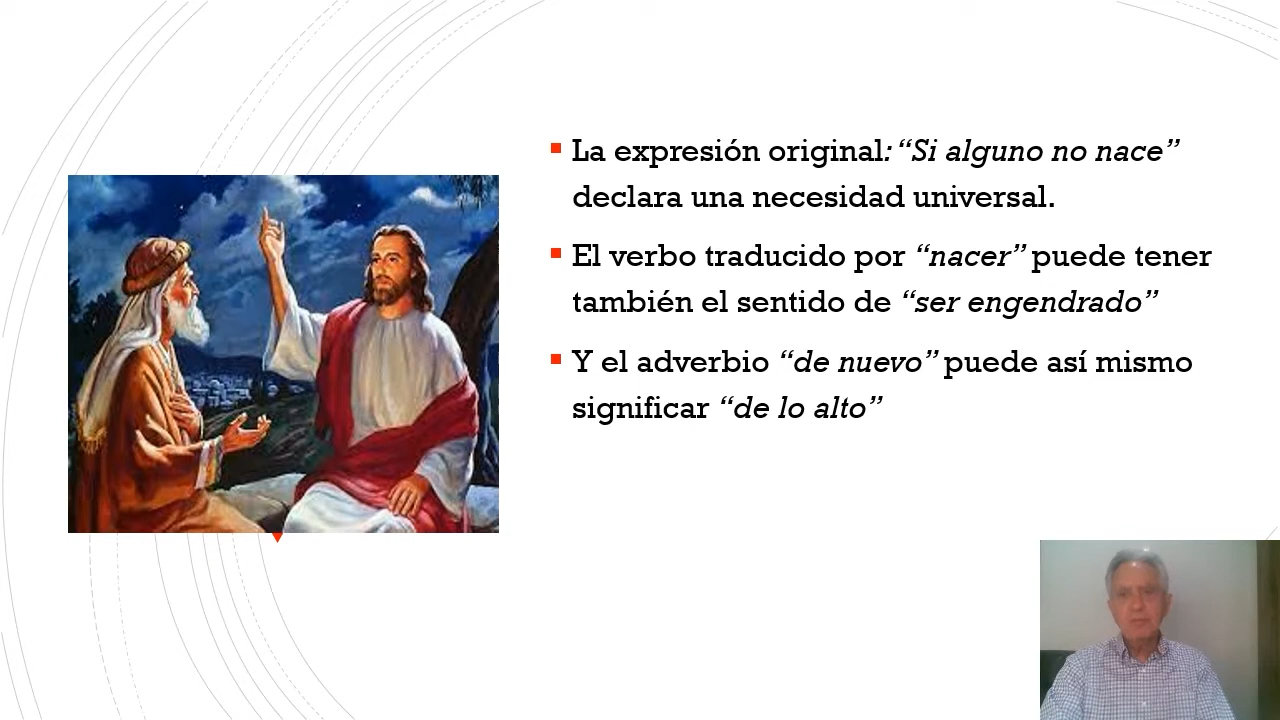 La expresión original: “Si alguno no nace”
declara una necesidad universal.
El verbo traducido por “nacer” puede tener
también el sentido de “ser engendrado”
Y el adverbio “de nuevo” puede así mismo
significar “de lo alto”